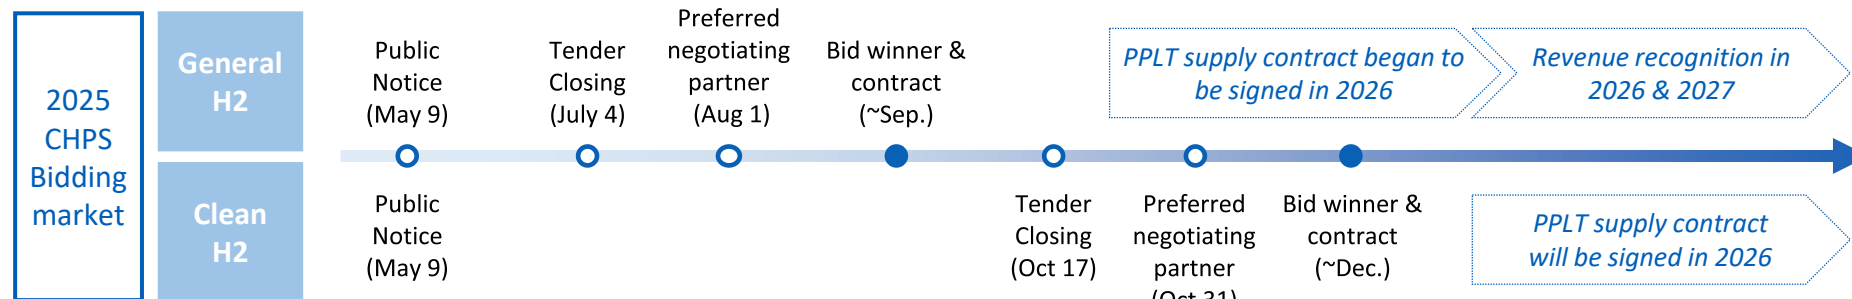 2025
CHPS
Bidding
market
General
H2
Public
Notice
(May 9)
Tender
Closing
(July 4)
Preferred
negotiating
partner
(Aug 1)
Bid winner &
contract
(~Sep.)
PPLT supply contract began to
be signed in 2026
Revenue recognition in
2026 & 2027
Clean
H2
Public
Notice
(May 9)
Tender
Closing
(Oct 17)
Preferred
negotiating
partner
(Oct 31)
Bid winner &
contract
(~Dec.)
PPLT supply contract
will be signed in 2026